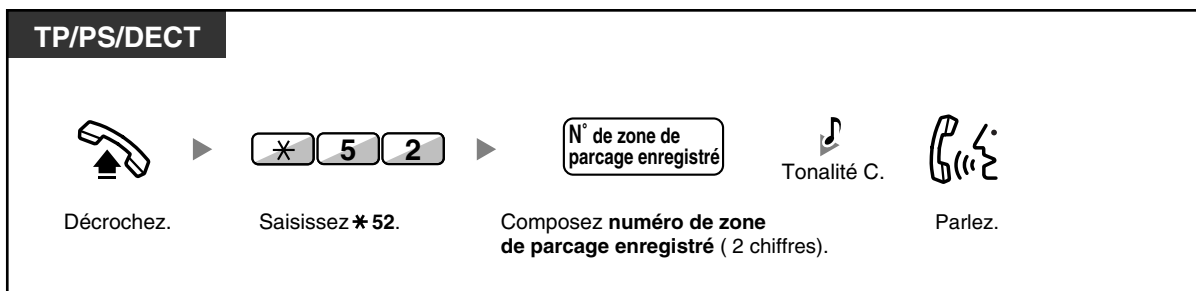 TP/PS/DECT
* 5 2
N° de zone de
parcage enregistré
Tonalité C.
Décrochez.
Saisissez * 52.
Composez numéro de zone
de parcage enregistré ( 2 chiffres).
Parlez.